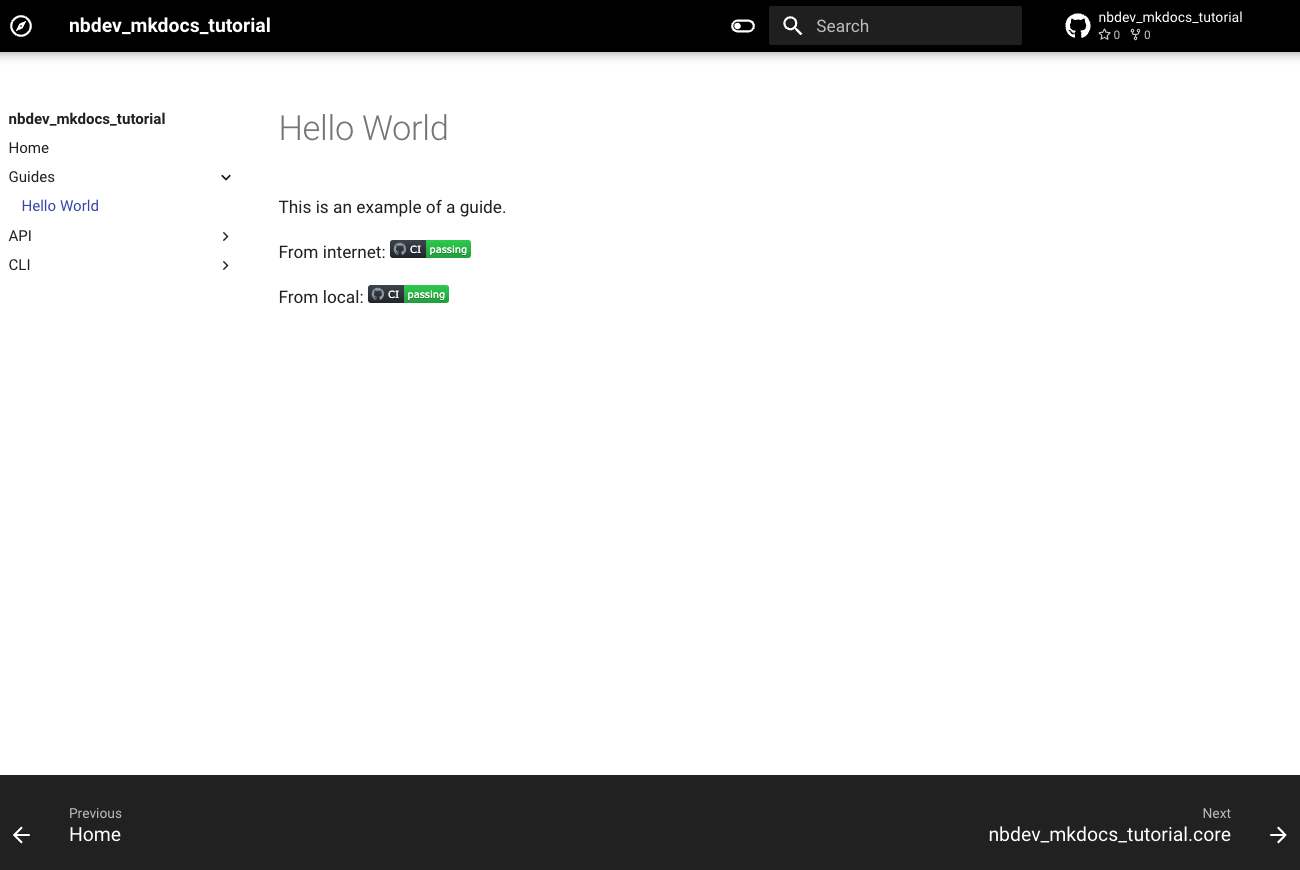 nbdev_mkdocs_tutorial
Search
nbdev_mkdocs_tutorial
0 0
nbdev_mkdocs_tutorial
Home
Guides
Hello World
API
CLI
Hello World
This is an example of a guide.
From internet: CI passing
From local: CI passing
Previous
Home
Next
nbdev_mkdocs_tutorial.core